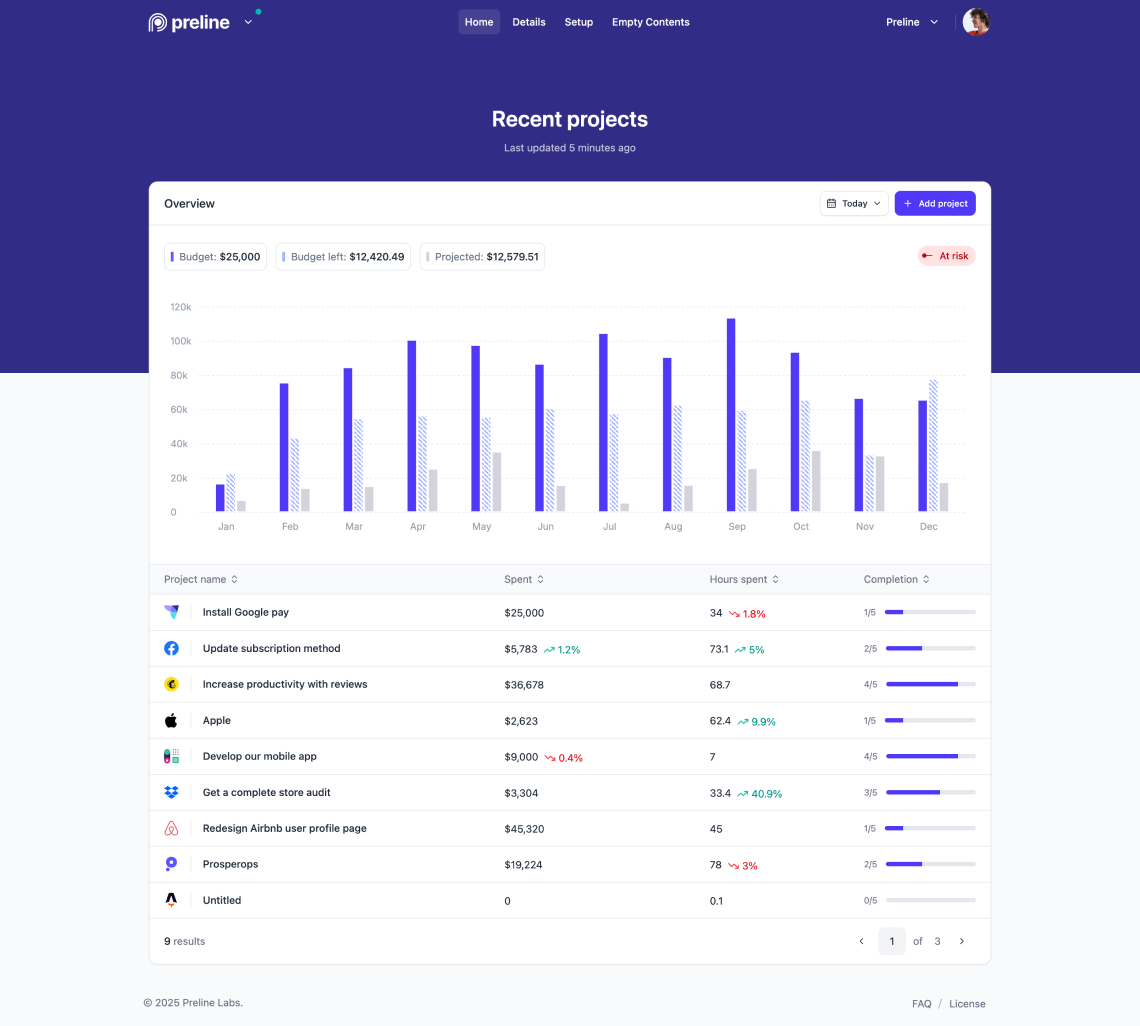 preline Home Details Setup Empty Contents Preline
Recent projects
Last updated 5 minutes ago
Overview Today + Add project
Budget: $25,000 Budget left: $12,420.49 Projected: $12,579.51 At risk
120k
100k
80k
60k
40k
20k
0
Jan Feb Mar Apr May Jun Jul Aug Sep Oct Nov Dec
Project name Spent Hours spent Completion
Install Google pay $25,000 34 1.8% 1/5
Update subscription method $5,783 1.2% 73.1 5% 2/5
Increase productivity with reviews $36,678 68.7 4/5
Apple $2,623 62.4 9.9% 1/5
Develop our mobile app $9,000 0.4% 7 4/5
Get a complete store audit $3,304 33.4 40.9% 3/5
Redesign Airbnb user profile page $45,320 45 1/5
Prosperops $19,224 78 3% 2/5
Untitled 0 0.1 0/5
9 results 1 of 3
© 2025 Preline Labs. FAQ / License